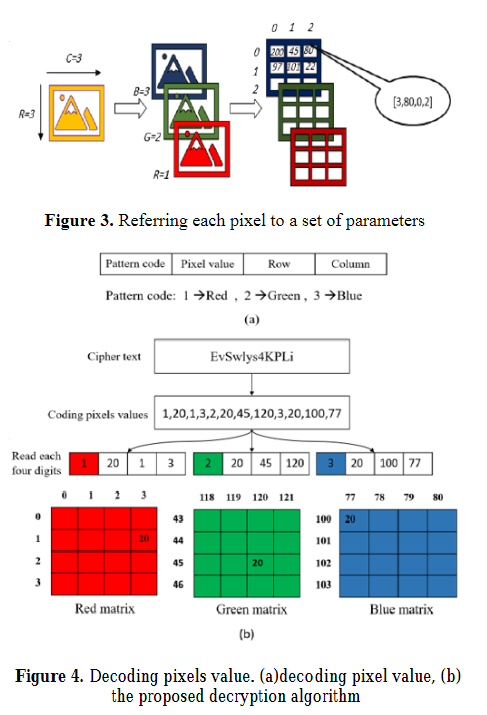 0 1 2
C=3
0
200 45 80
B=3
1
97 103 22
R=3
2
[3,80,0,2]
G=2
R=1
Figure 3. Referring each pixel to a set of parameters
Pattern code Pixel value Row Column
Pattern code: 1 →Red , 2 →Green , 3 →Blue
(a)
Cipher text EvSwlys4KPLi
Coding pixels values 1,20,1,3,2,20,45,120,3,20,100,77
Read each
four digits
1 20 1 3 2 20 45 120 3 20 100 77
0 1 2 3 118 119 120 121 77 78 79 80
0 43 100 20
1 20 44 101
2 45 20 102
3 46 103
Red matrix Green matrix Blue matrix
(b)
Figure 4. Decoding pixels value. (a)decoding pixel value, (b)
the proposed decryption algorithm